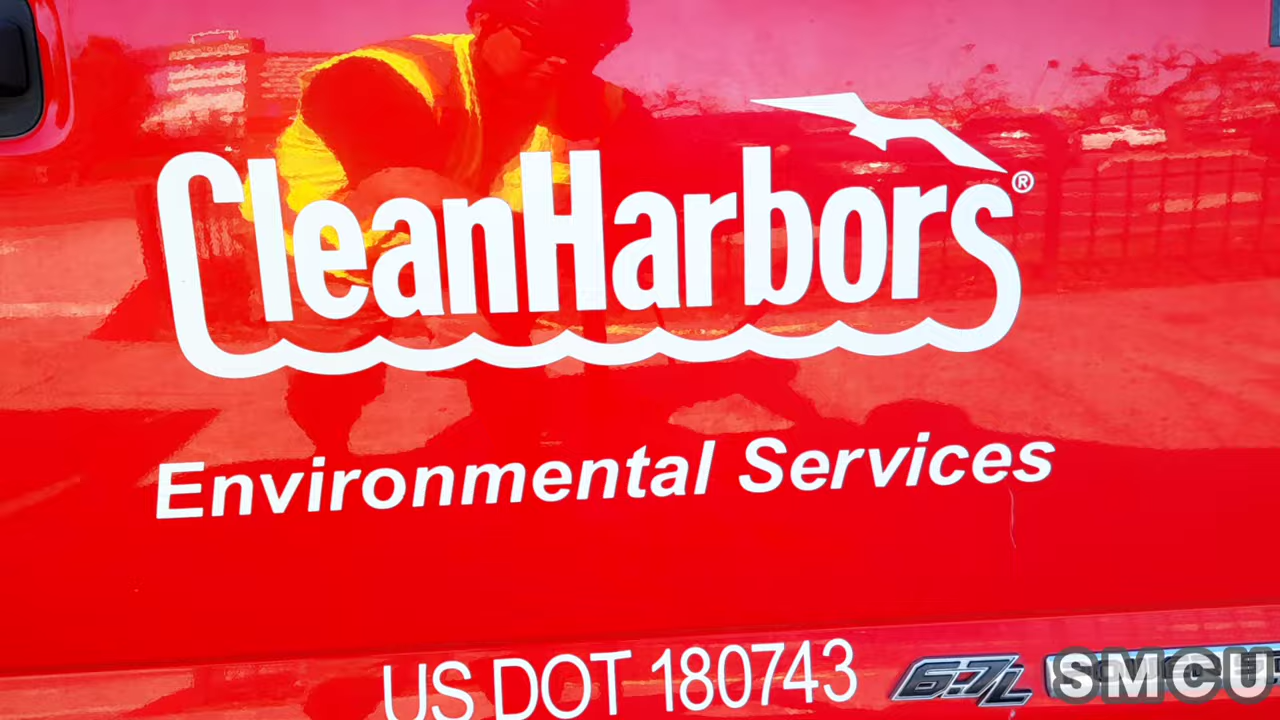 CleanHarbors®
Environmental Services
US DOT 180743
6.7L
SMCU